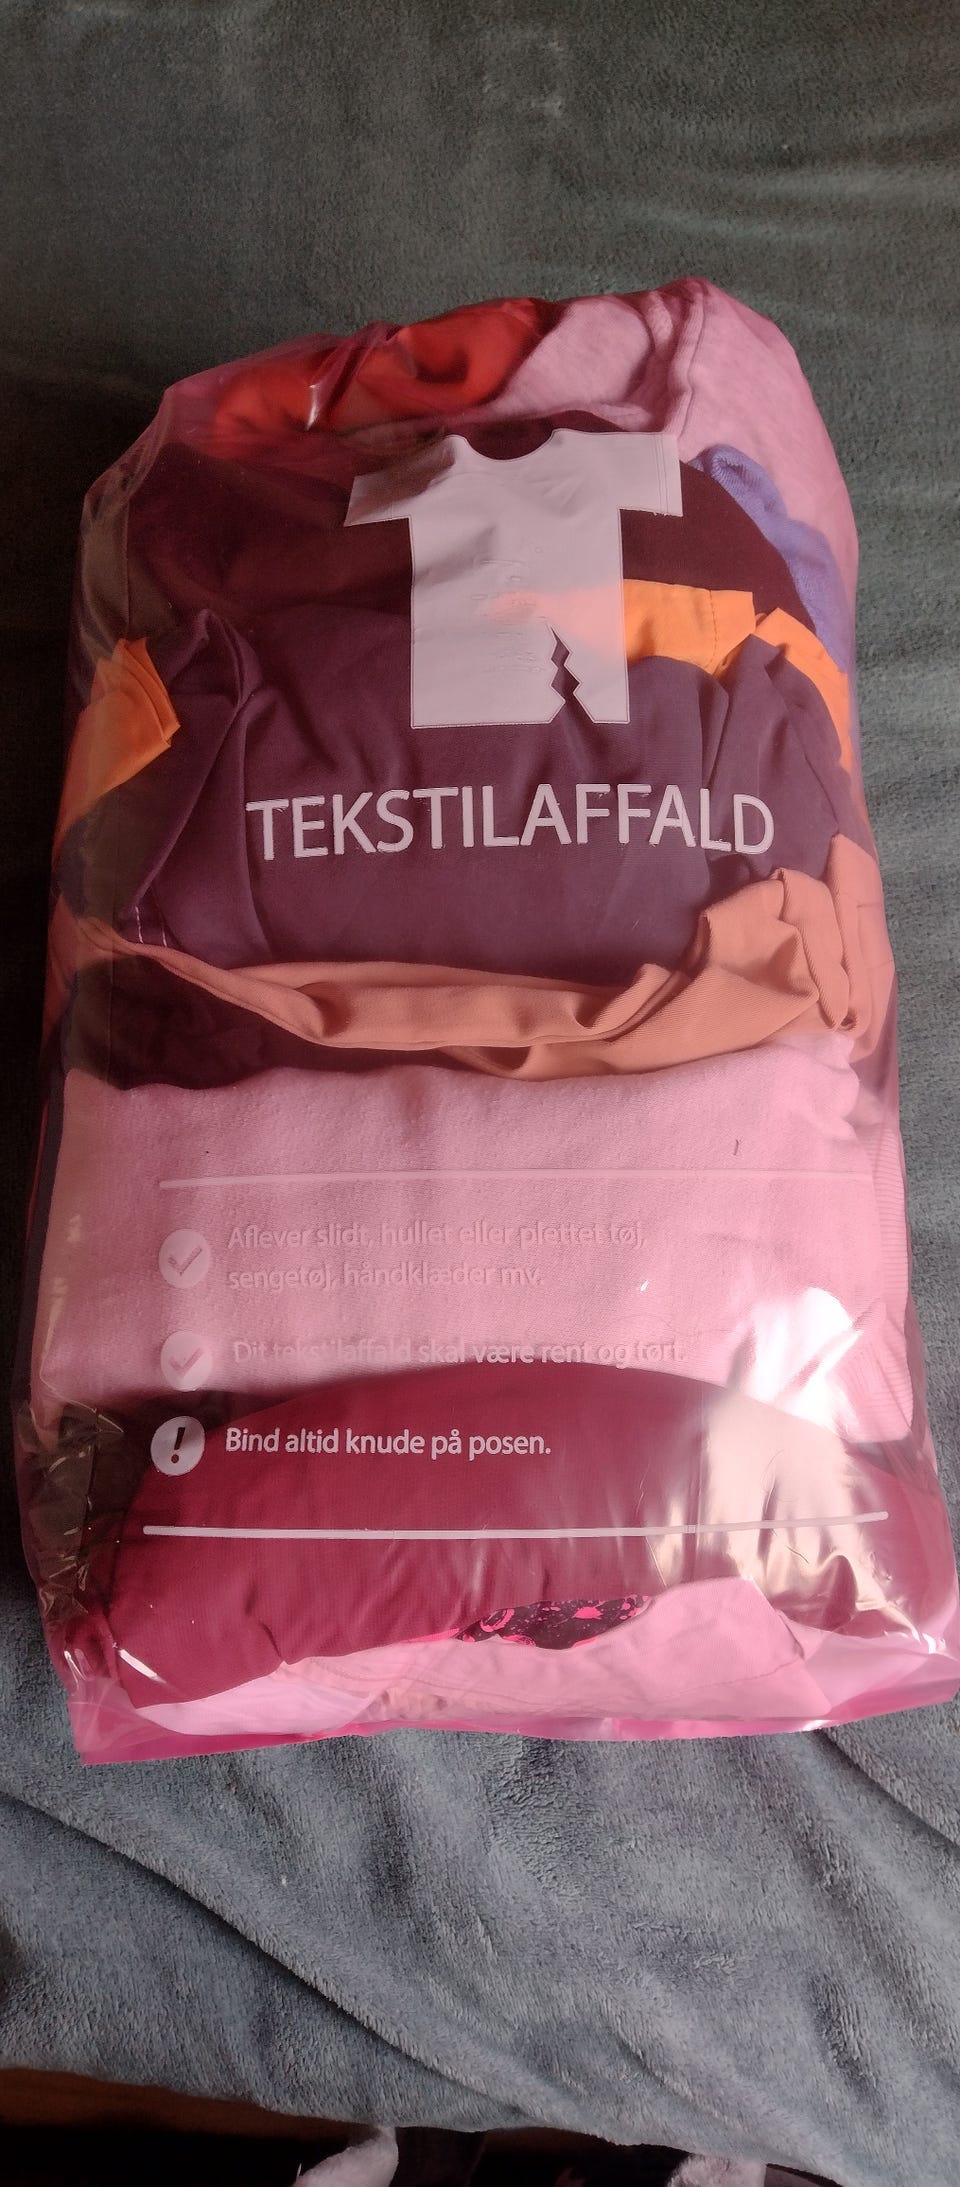 TEKSTILAFFALD
Aflever slidt, hullet eller plettet tøj,
sengetøj, håndklæder mv.
Dit tekstilaffald skal være rent og tørt.
Bind altid knude på posen.